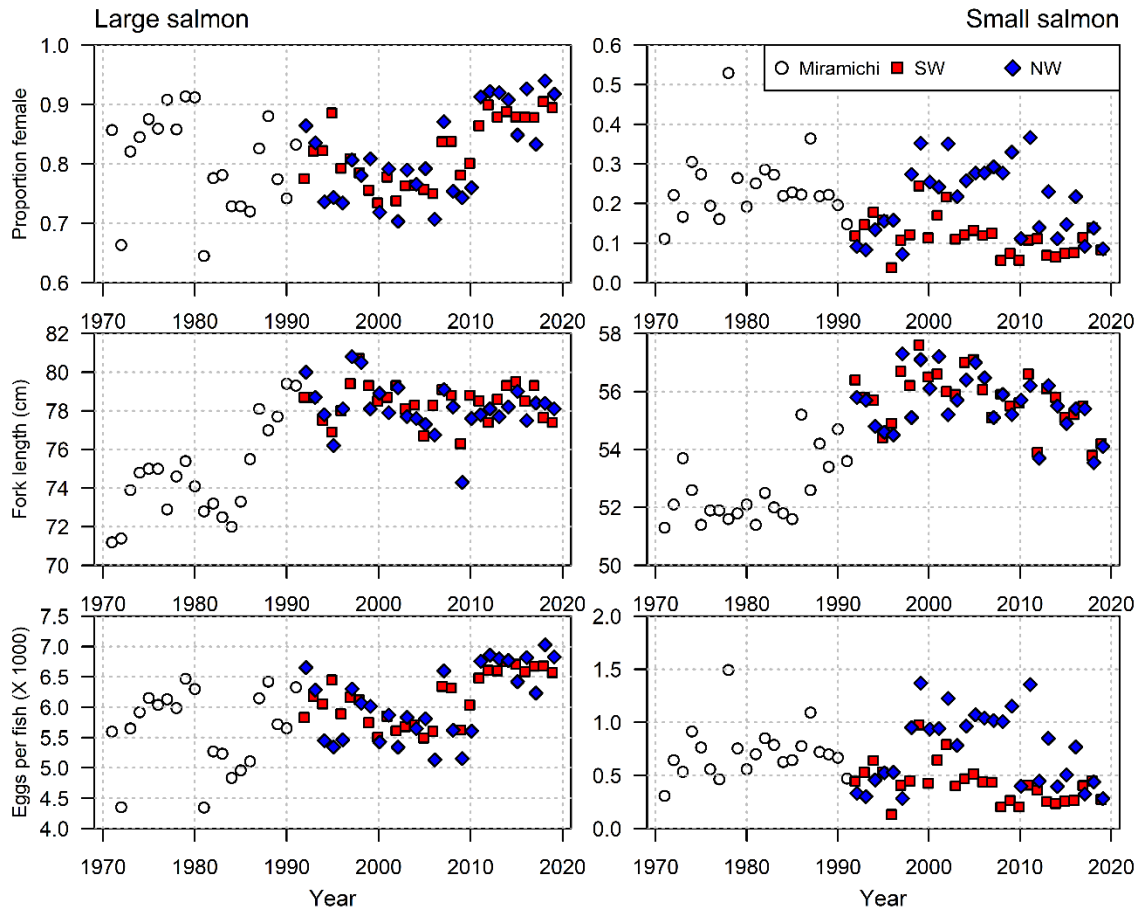 Large salmon
Small salmon
Proportion female
1.0
0.9
0.8
0.7
0.6
1970 1980 1990 2000 2010 2020
0.6
0.5
0.4
0.3
0.2
0.1
0.0
Miramichi SW NW
1970 1980 1990 2000 2010 2020
Fork length (cm)
82
80
78
76
74
72
70
1970 1980 1990 2000 2010 2020
58
56
54
52
50
1970 1980 1990 2000 2010 2020
Eggs per fish (X 1000)
7.5
7.0
6.5
6.0
5.5
5.0
4.5
4.0
1970 1980 1990 2000 2010 2020
Year
2.0
1.5
1.0
0.5
0.0
1970 1980 1990 2000 2010 2020
Year